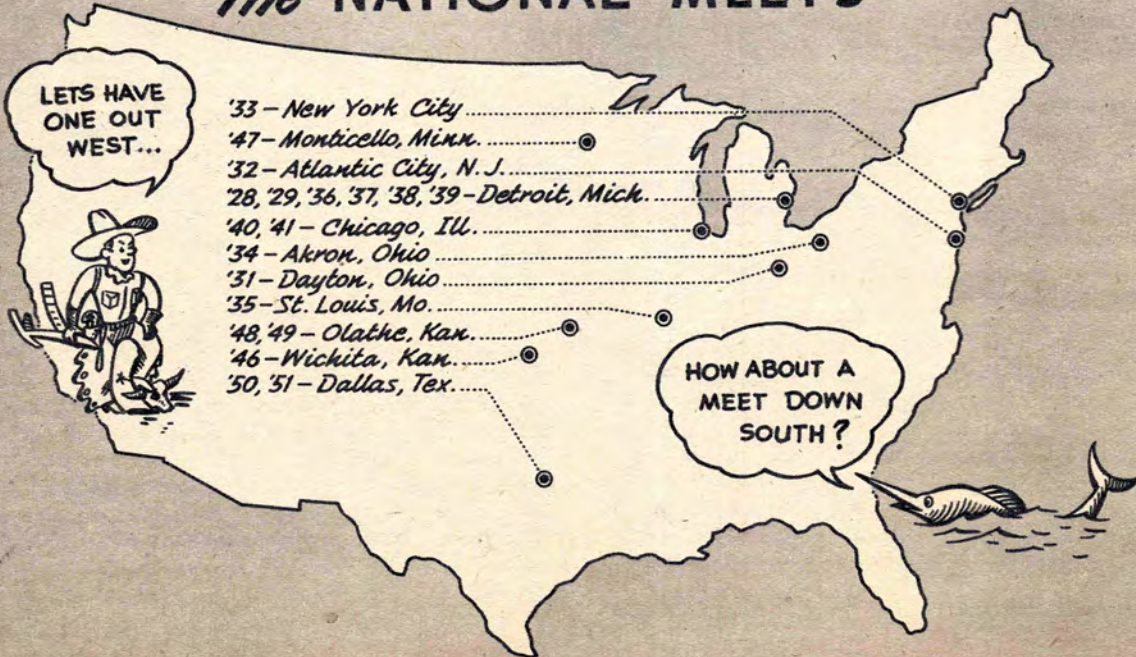 The NATIONAL MEETS
LETS HAVE
ONE OUT
WEST...
'33-New York City
'47-Monticello, Minn.
'32-Atlantic City, N. J.
'28, '29, '36, '37, '38, '39-Detroit, Mich.
'40, '41-Chicago, Ill.
'34-Akron, Ohio
'31-Dayton, Ohio
'35-St. Louis, Mo.
'48, '49-Olathe, Kan.
'46-Wichita, Kan.
'50, '51-Dallas, Tex.
HOW ABOUT A
MEET DOWN
SOUTH?